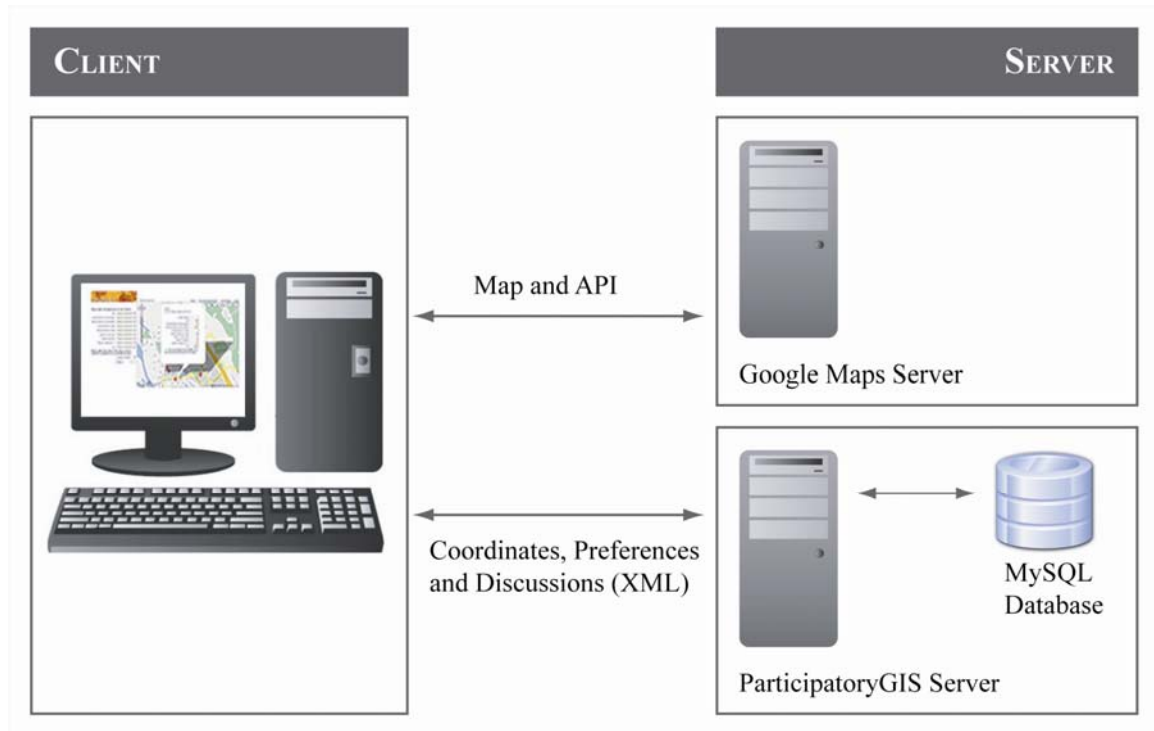 CLIENT
SERVER
Map and API
Google Maps Server
Coordinates, Preferences
and Discussions (XML)
MySQL
Database
ParticipatoryGIS Server